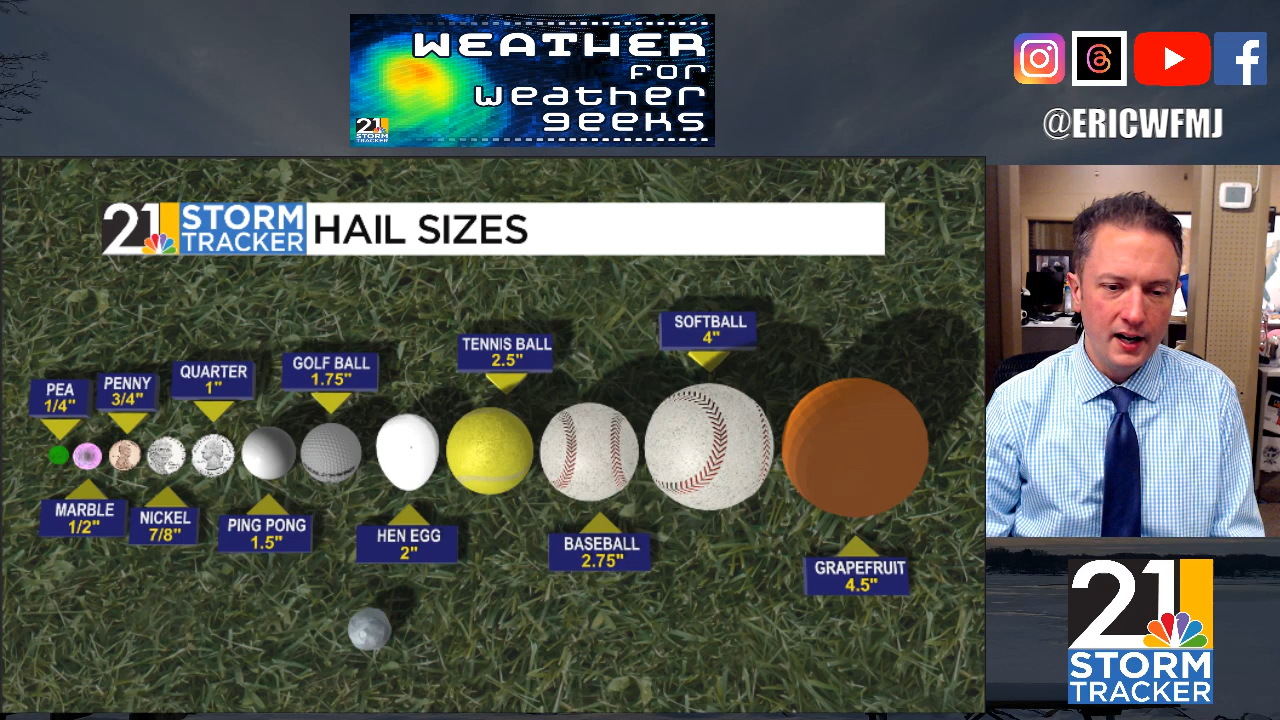 WEATHER
for
weather
geeks
21
STORM
TRACKER
@ERICWFMJ
21 STORM
TRACKER
HAIL SIZES
PEA
1/4"
PENNY
3/4"
QUARTER
1"
GOLF BALL
1.75"
TENNIS BALL
2.5"
SOFTBALL
4"
MARBLE
1/2"
NICKEL
7/8"
PING PONG
1.5"
HEN EGG
2"
BASEBALL
2.75"
GRAPEFRUIT
4.5"
21
STORM
TRACKER